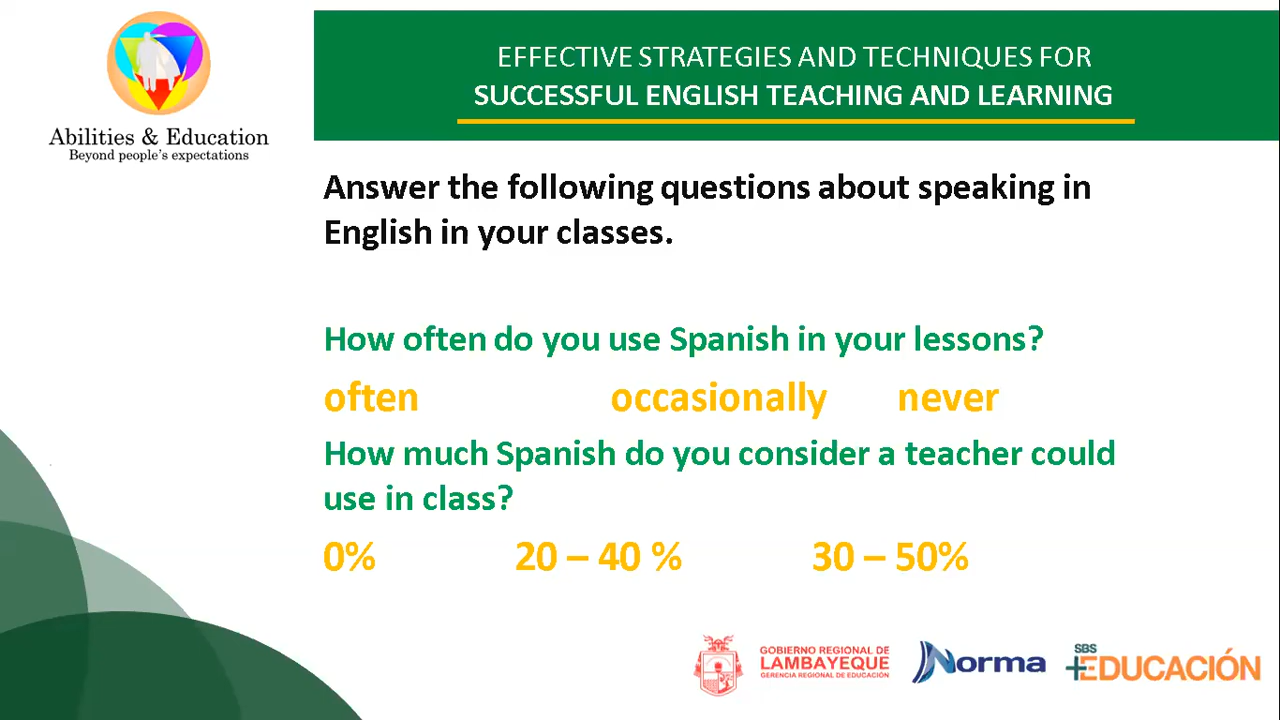 Abilities & Education
Beyond people's expectations
EFFECTIVE STRATEGIES AND TECHNIQUES FOR
SUCCESSFUL ENGLISH TEACHING AND LEARNING
Answer the following questions about speaking in
English in your classes.
How often do you use Spanish in your lessons?
often occasionally never
How much Spanish do you consider a teacher could
use in class?
0% 20 – 40 % 30 – 50%
GOBIERNO REGIONAL DE
LAMBAYEQUE
GERENCIA REGIONAL DE EDUCACIÓN
Norma
SBS
+EDUCACIÓN